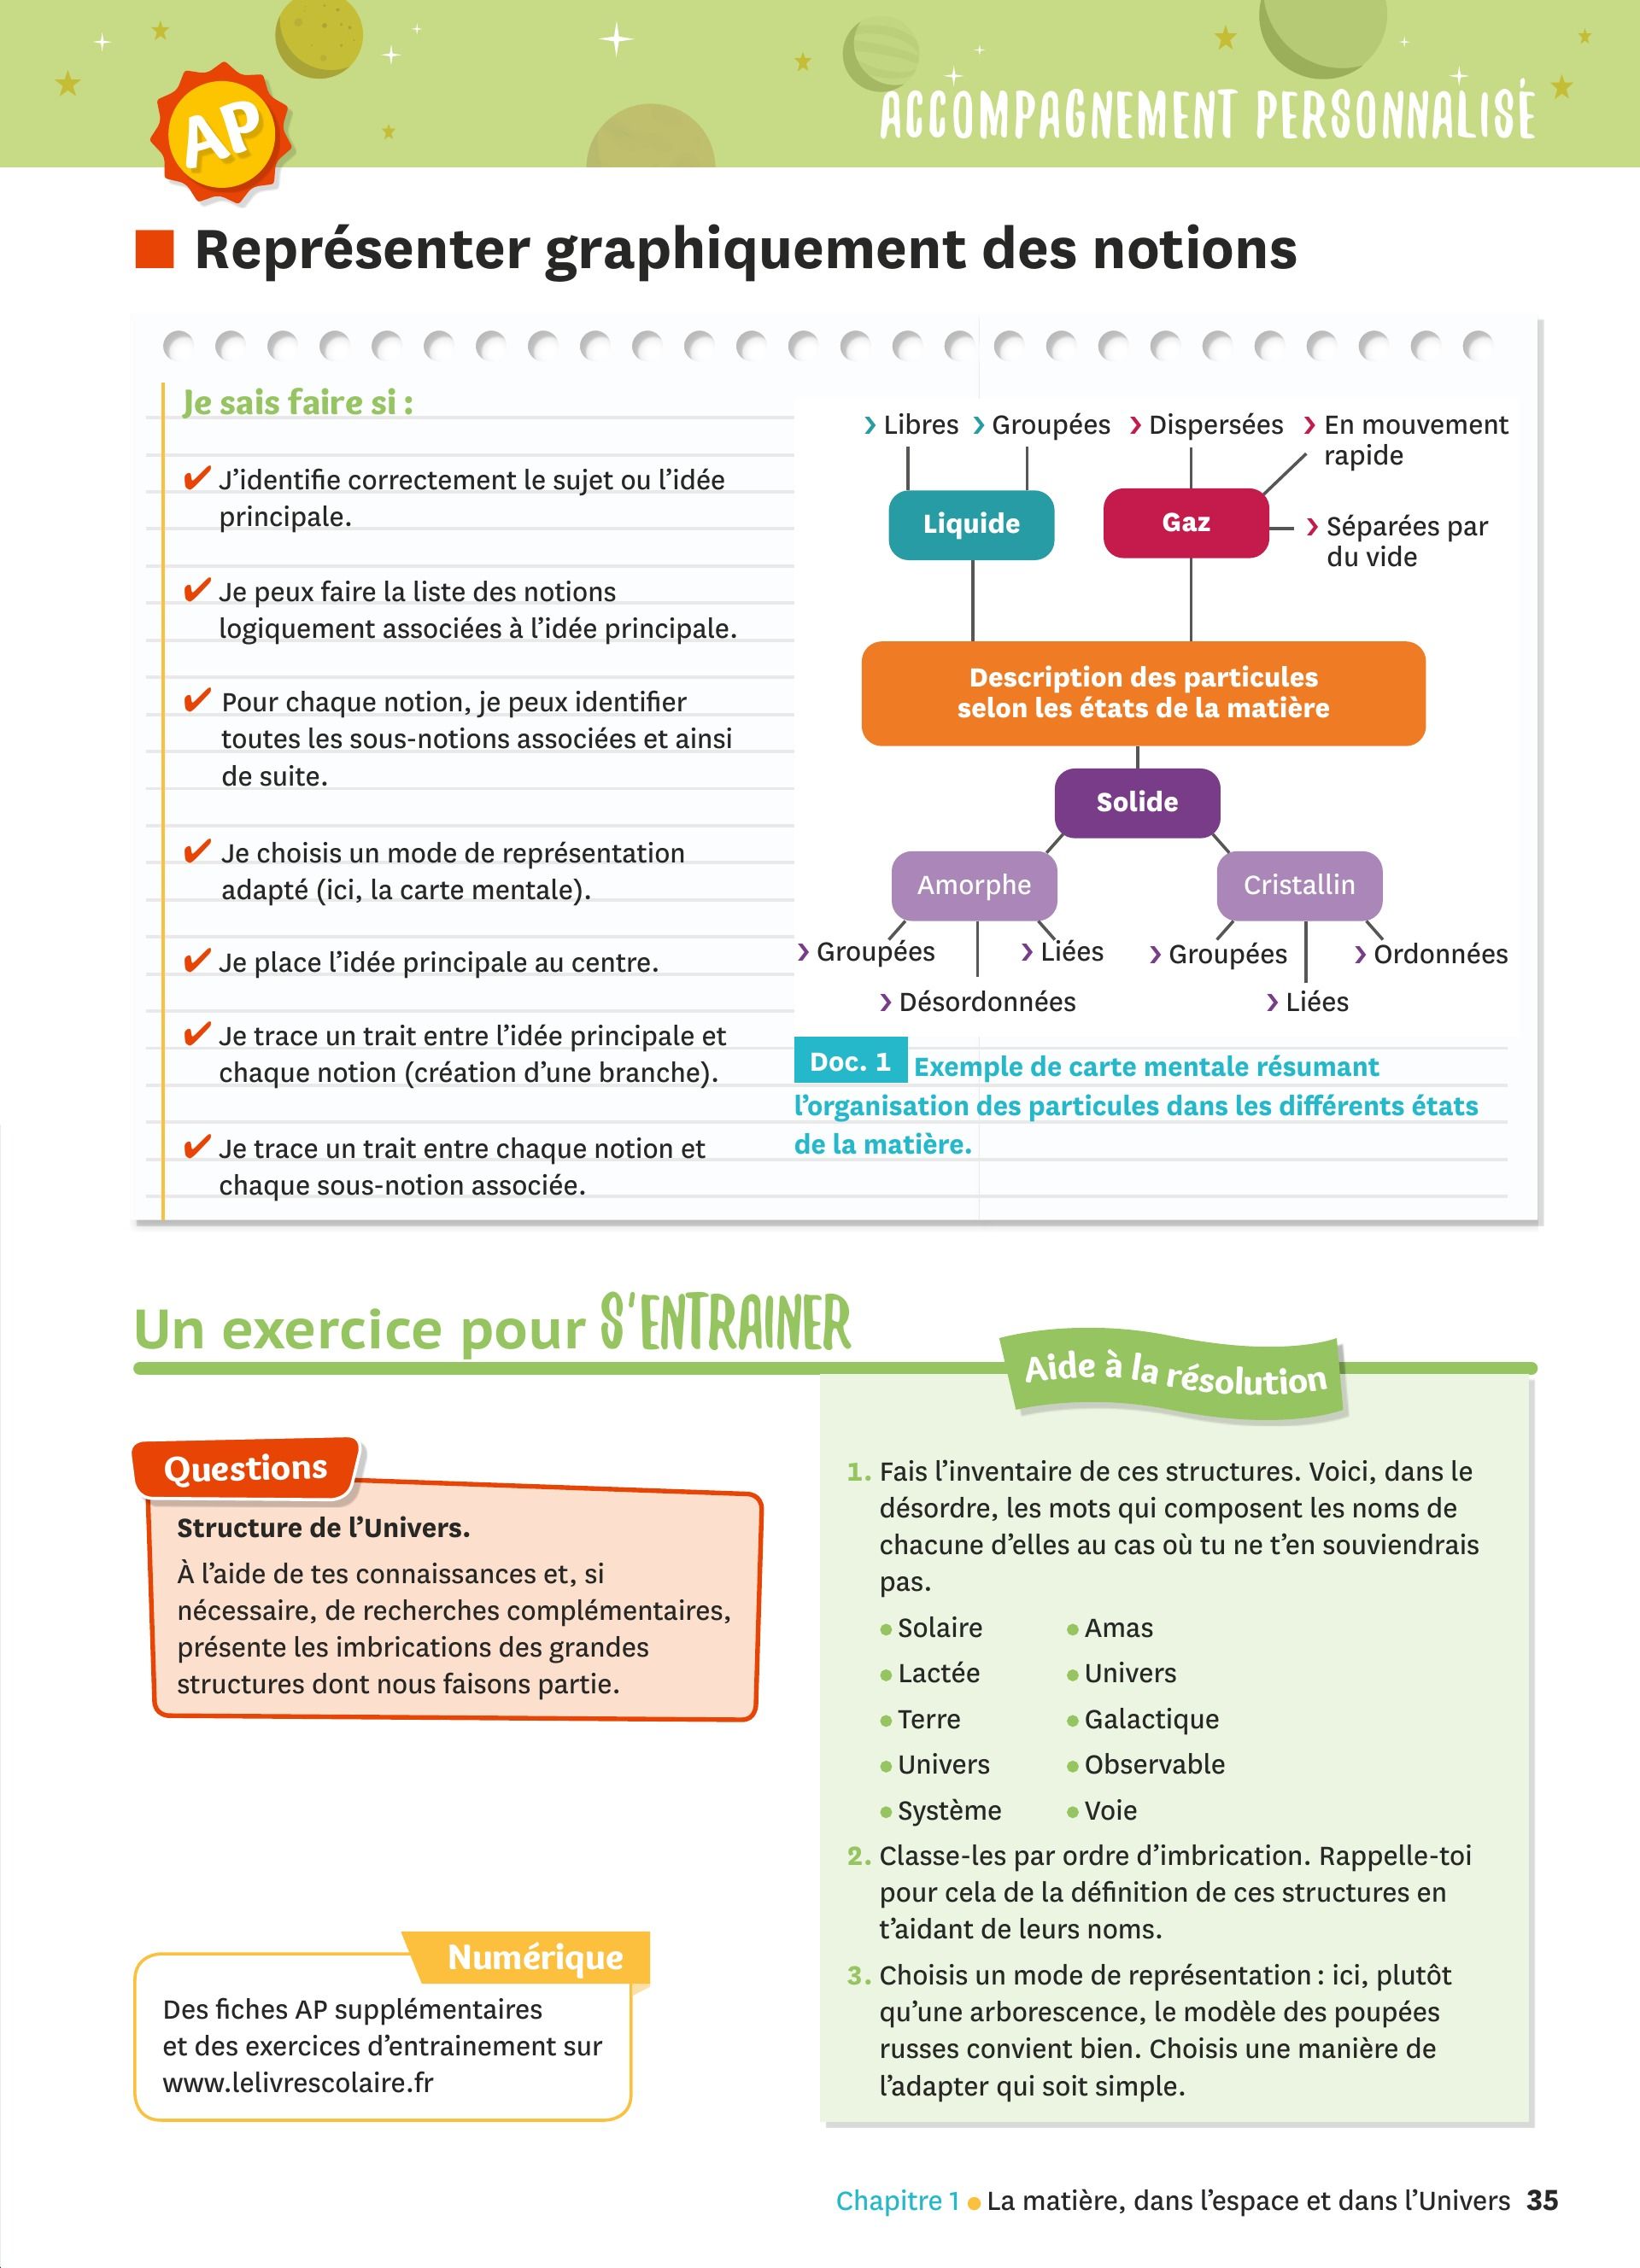 AP
ACCOMPAGNEMENT PERSONNALISÉ
Représenter graphiquement des notions
Je sais faire si :
✔ J’identifie correctement le sujet ou l’idée
principale.
✔ Je peux faire la liste des notions
logiquement associées à l’idée principale.
✔ Pour chaque notion, je peux identifier
toutes les sous-notions associées et ainsi
de suite.
✔ Je choisis un mode de représentation
adapté (ici, la carte mentale).
✔ Je place l’idée principale au centre.
✔ Je trace un trait entre l’idée principale et
chaque notion (création d’une branche).
✔ Je trace un trait entre chaque notion et
chaque sous-notion associée.
› Libres › Groupées › Dispersées › En mouvement
rapide
Liquide
Gaz
› Séparées par
du vide
Description des particules
selon les états de la matière
Solide
Amorphe
Cristallin
› Groupées › Liées › Groupées › Ordonnées
› Désordonnées › Liées
Doc. 1 Exemple de carte mentale résumant
l’organisation des particules dans les différents états
de la matière.
Un exercice pour S’ENTRAINER
Questions
Structure de l’Univers.
À l’aide de tes connaissances et, si
nécessaire, de recherches complémentaires,
présente les imbrications des grandes
structures dont nous faisons partie.
Numérique
Des fiches AP supplémentaires
et des exercices d’entrainement sur
www.lelivrescolaire.fr
Aide à la résolution
1. Fais l’inventaire de ces structures. Voici, dans le
désordre, les mots qui composent les noms de
chacune d’elles au cas où tu ne t’en souviendrais
pas.
• Solaire • Amas
• Lactée • Univers
• Terre • Galactique
• Univers • Observable
• Système • Voie
2. Classe-les par ordre d’imbrication. Rappelle-toi
pour cela de la définition de ces structures en
t’aidant de leurs noms.
3. Choisis un mode de représentation : ici, plutôt
qu’une arborescence, le modèle des poupées
russes convient bien. Choisis une manière de
l’adapter qui soit simple.
Chapitre 1 • La matière, dans l’espace et dans l’Univers 35